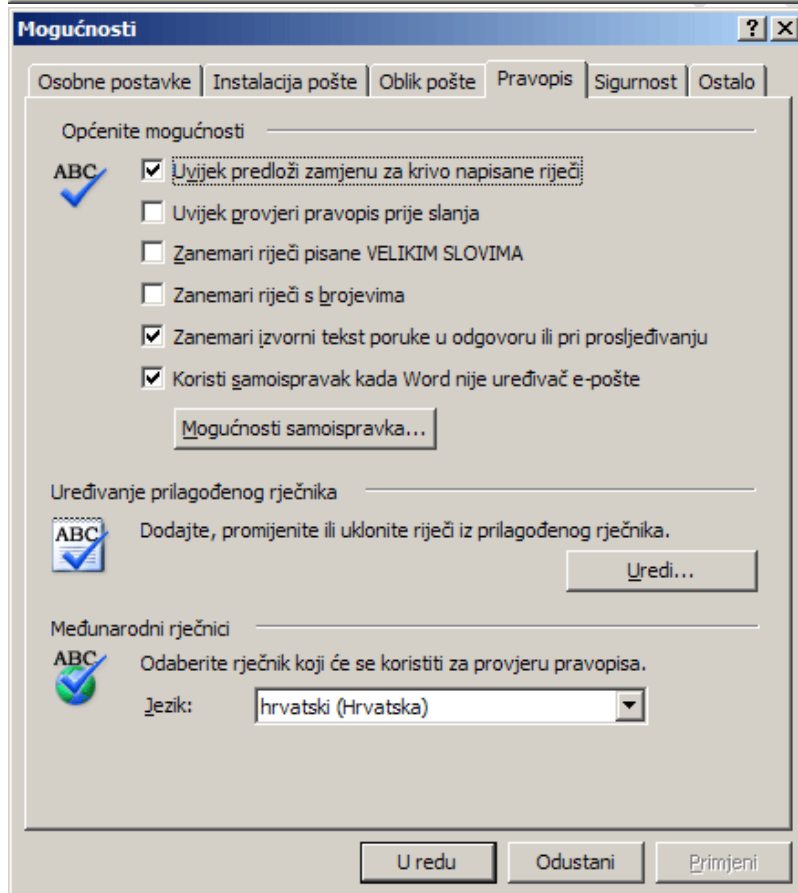 Mogućnosti
Osobne postavke Instalacija pošte Oblik pošte Pravopis Sigurnost Ostalo
Općenite mogućnosti
ABC
Uvijek predloži zamjenu za krivo napisane riječi
Uvijek provjeri pravopis prije slanja
Zanemari riječi pisane VELIKIM SLOVIMA
Zanemari riječi s brojevima
Zanemari izvorni tekst poruke u odgovoru ili pri prosljeđivanju
Koristi samoispravak kada Word nije uređivač e-pošte
Mogućnosti samoispravka...
Uređivanje prilagođenog rječnika
ABC
Dodajte, promijenite ili uklonite riječi iz prilagođenog rječnika.
Uredi...
Međunarodni rječnici
ABC
Odaberite rječnik koji će se koristiti za provjeru pravopisa.
Jezik: hrvatski (Hrvatska)
U redu Odustani Primjeni